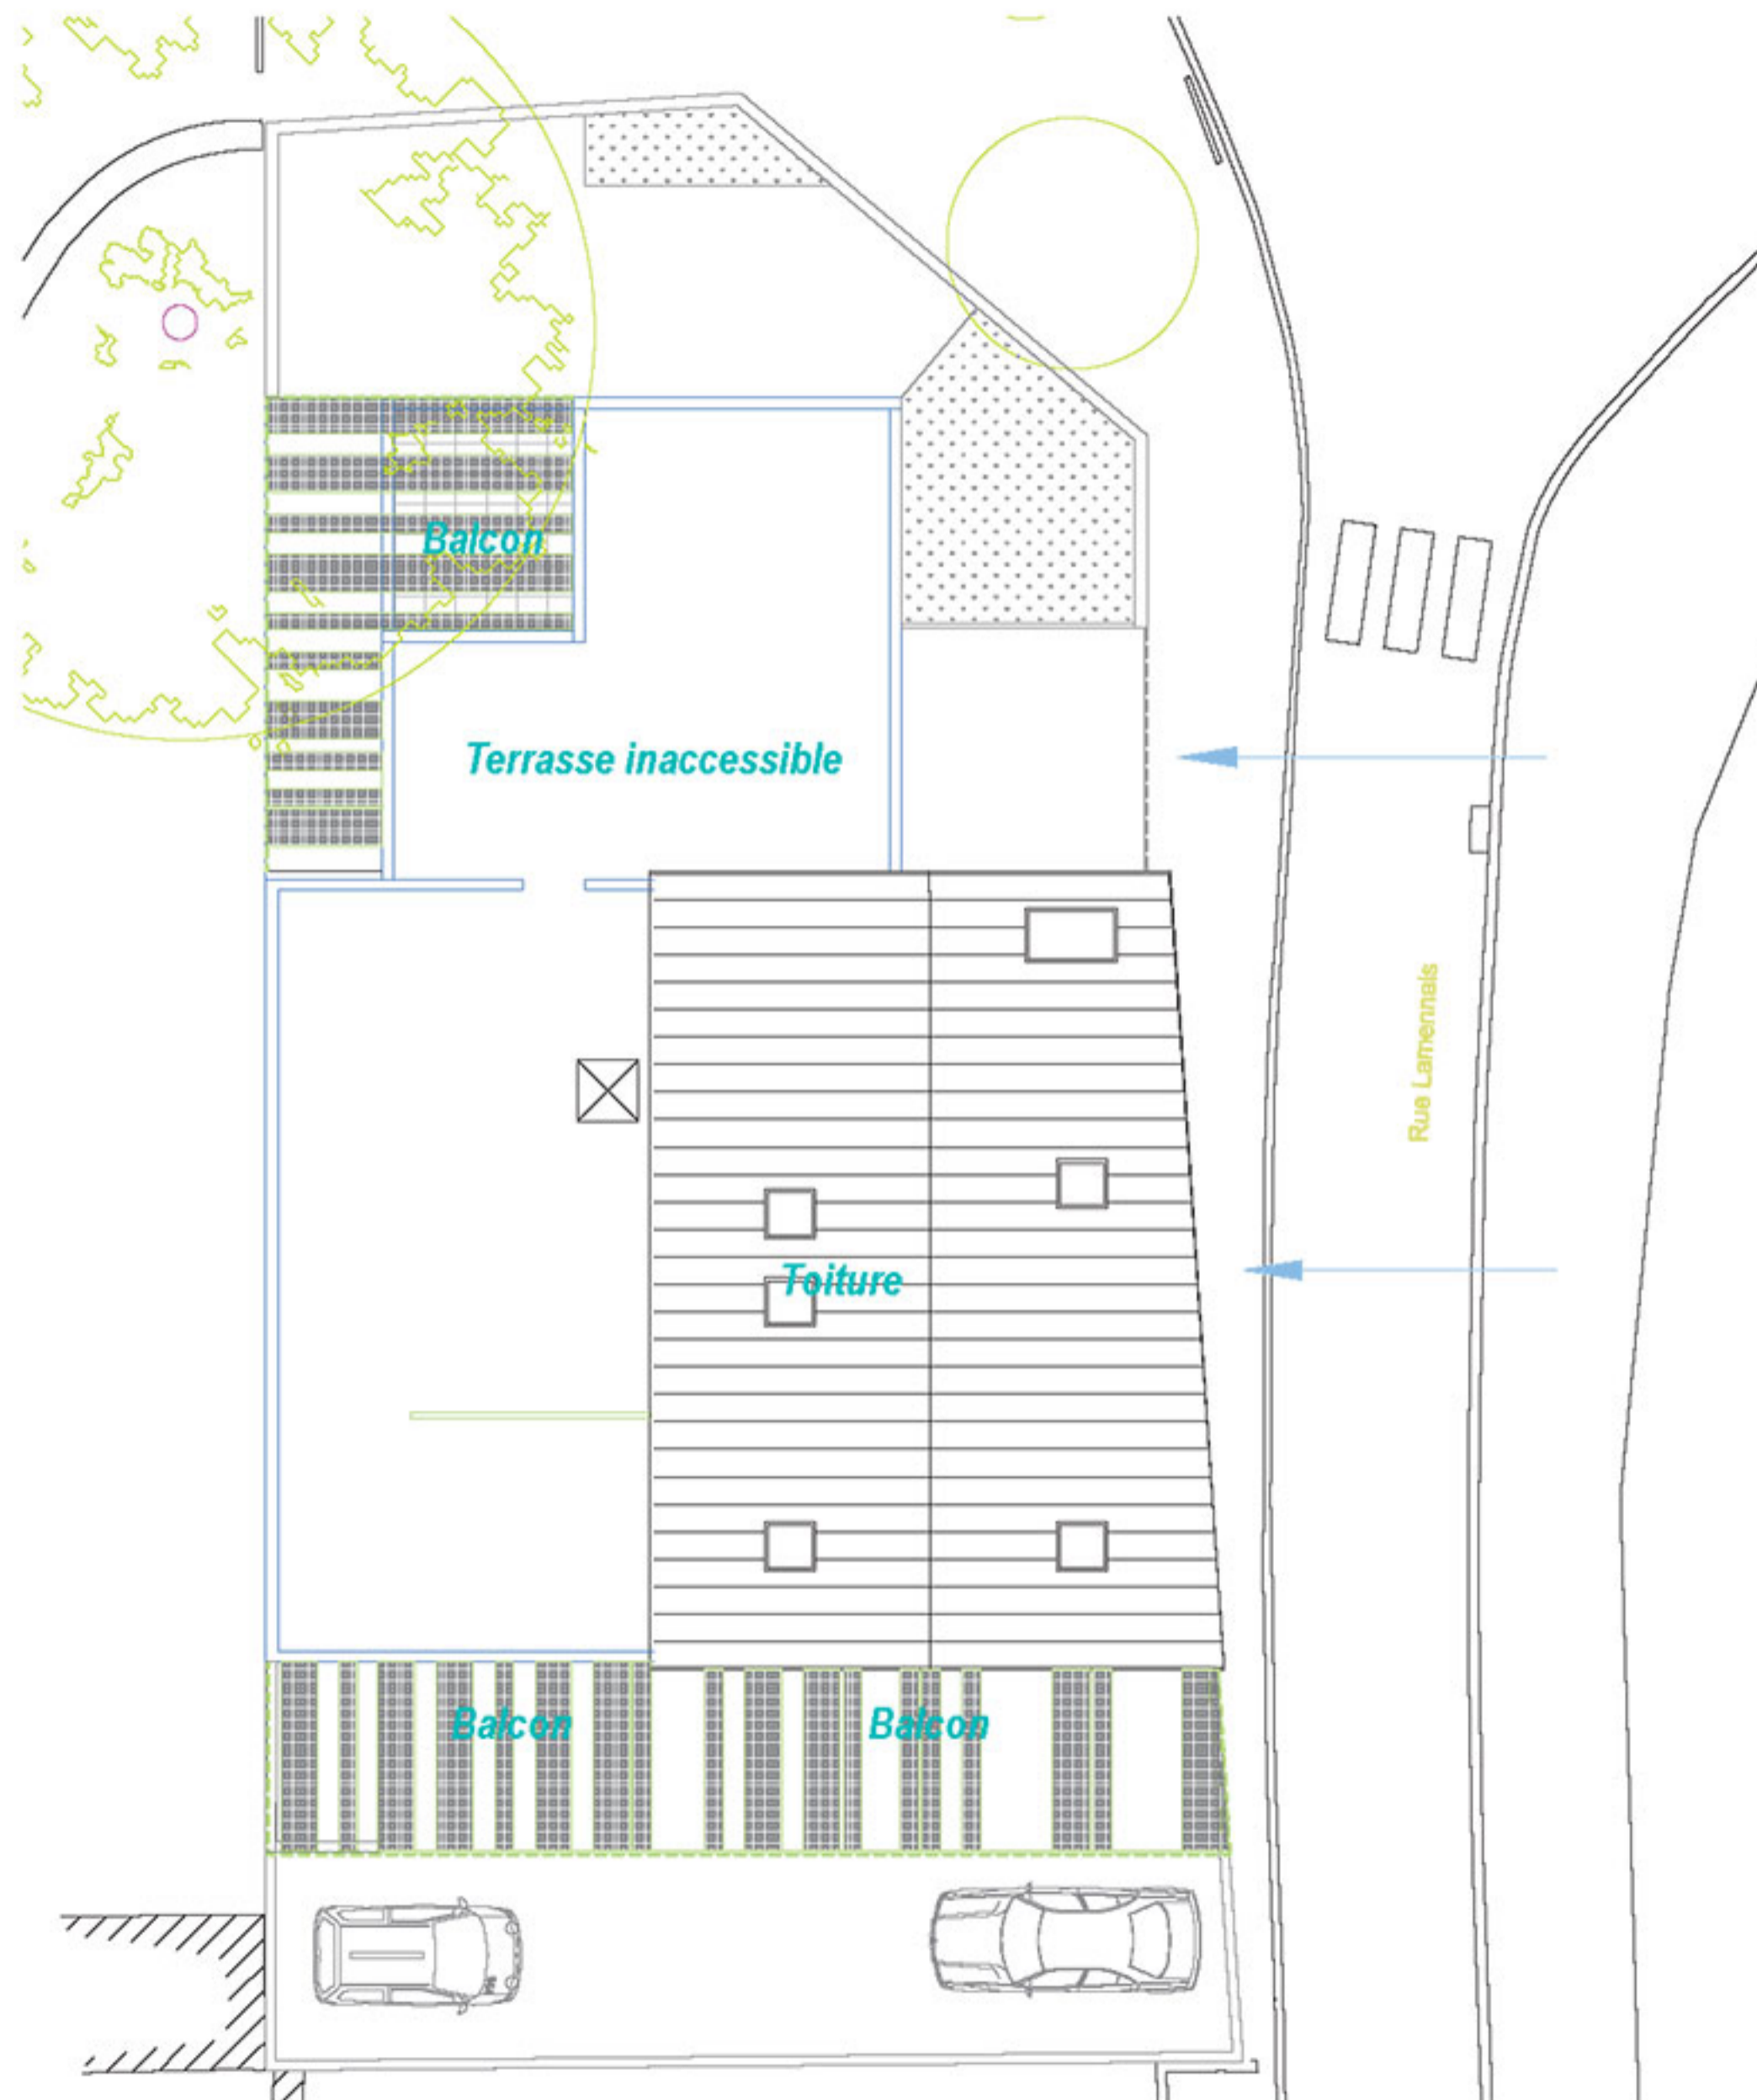 Balcon
Terrasse inaccessible
Rue Lamennais
Toiture
Balcon
Balcon